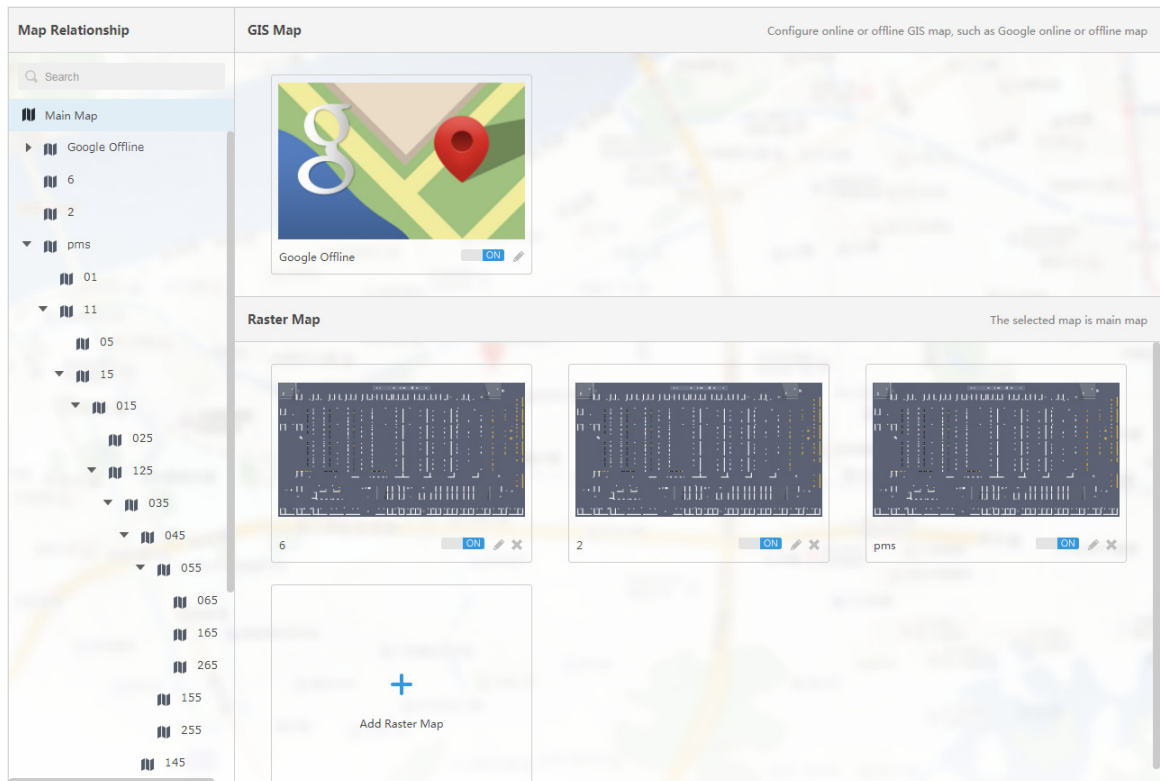 Map Relationship
Search
Main Map
Google Offline
6
2
pms
01
11
05
15
015
025
125
035
045
055
065
165
265
155
255
145
GIS Map
Configure online or offline GIS map, such as Google online or offline map
g
Google Offline
ON
Raster Map
The selected map is main map
6
ON
2
ON
pms
ON
Add Raster Map